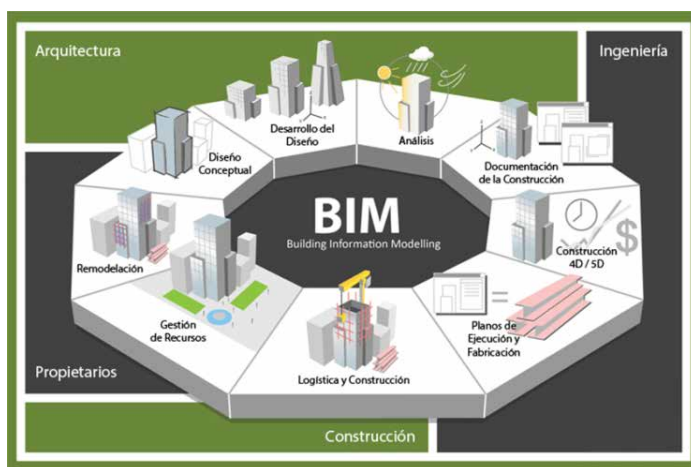 Arquitectura
Ingeniería
Desarrollo del
Diseño
Análisis
Diseño
Conceptual
Documentación
de la Construcción
BIM
Building Information Modelling
Remodelación
Construcción
4D / 5D
$
=
Gestión
de Recursos
Planos de
Ejecución y
Fabricación
Logística y Construcción
Propietarios
Construcción